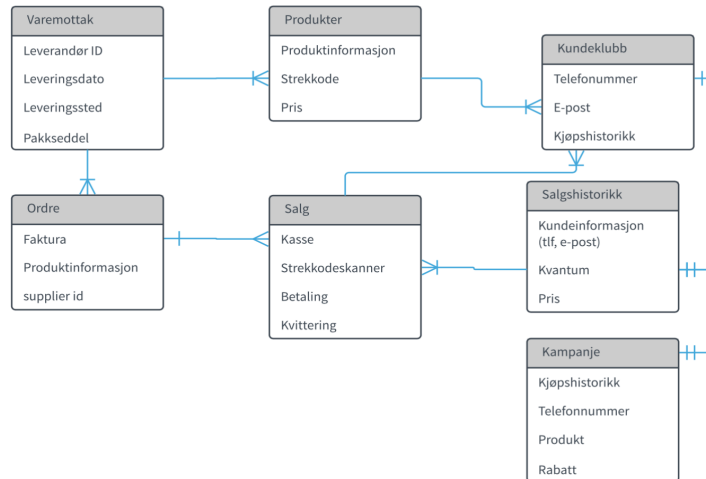 Varemottak
Leverandør ID
Leveringsdato
Leveringssted
Pakkseddel
Produkter
Produktinformasjon
Strekkode
Pris
Kundeklubb
Telefonummer
E-post
Kjøpshistorikk
Ordre
Faktura
Produktinformasjon
supplier id
Salg
Kasse
Strekkodeskanner
Betaling
Kvittering
Salgshistorikk
Kundeinformasjon
(tlf, e-post)
Kvantum
Pris
Kampanje
Kjøpshistorikk
Telefonnummer
Produkt
Rabatt